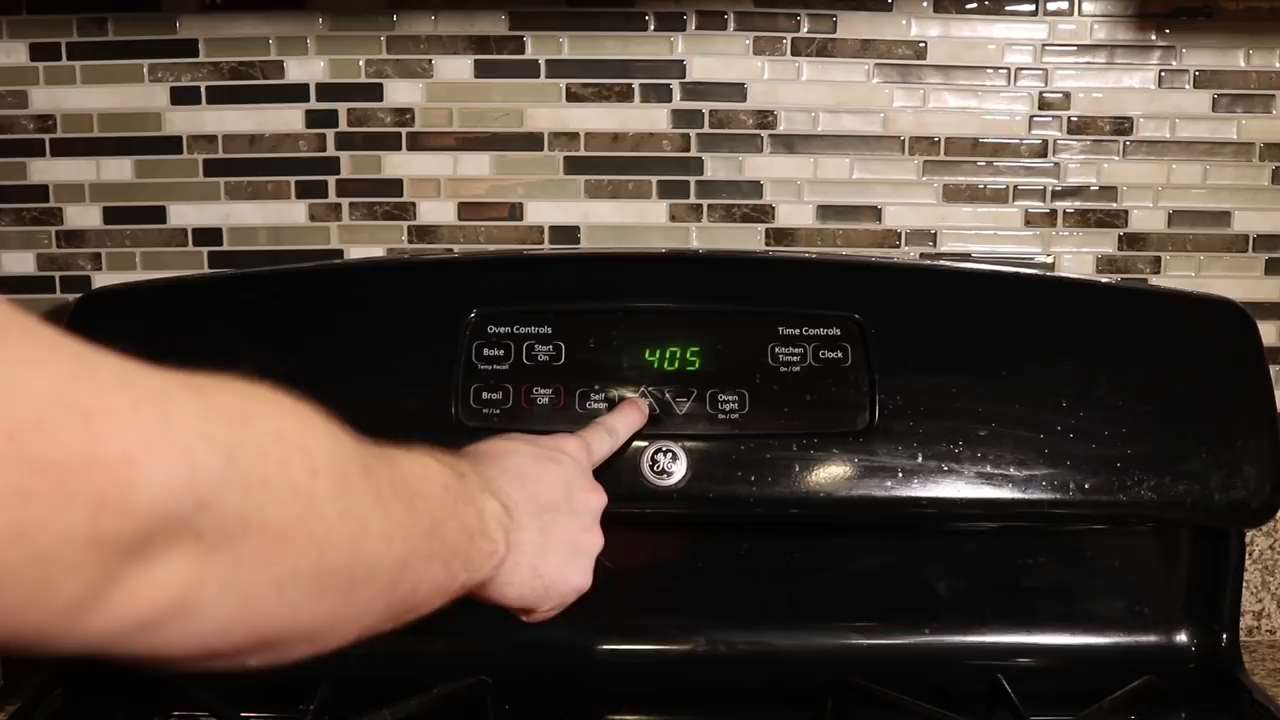 Oven Controls
Bake
Temp Recall
Start
On
Broil
Hi / Lo
Clear
Off
Self
Clean
405
Oven
Light
On / Off
Time Controls
Kitchen
Timer
On / Off
Clock
GE